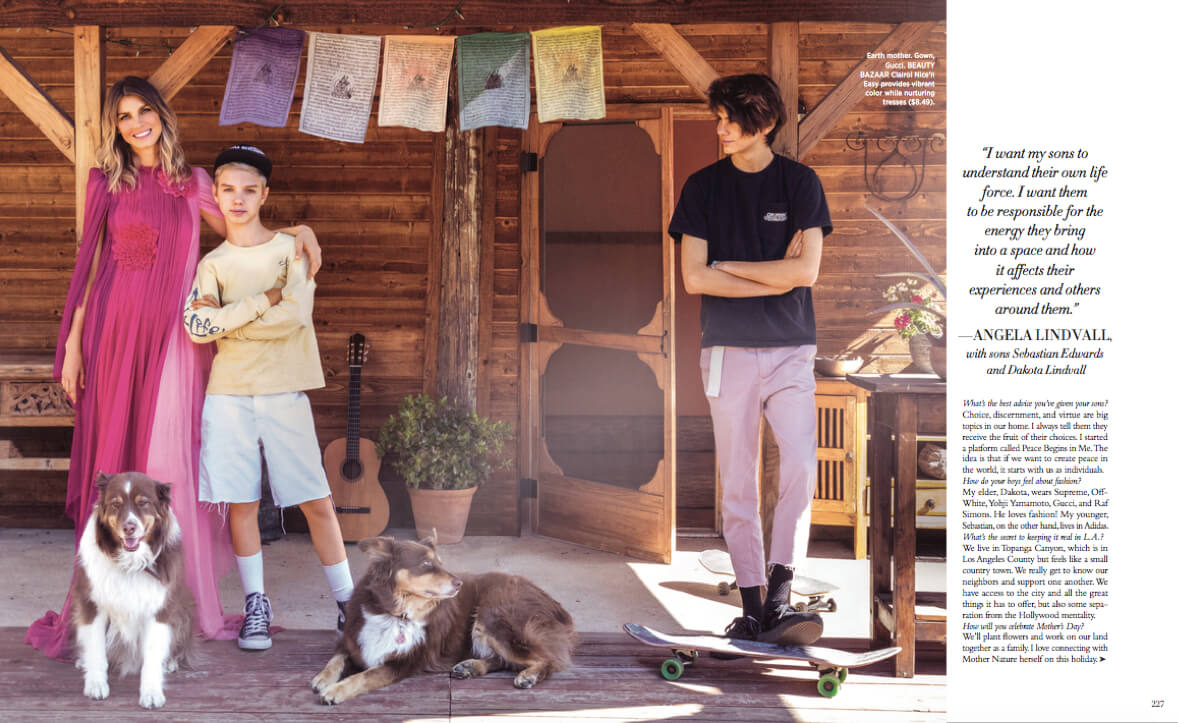 Earth mother. Gown,
Gucci. BEAUTY
BAZAAR Clairol Nice'n
Easy provides vibrant
color while nurturing
tresses ($8.49).
“I want my sons to
understand their own life
force. I want them
to be responsible for the
energy they bring
into a space and how
it affects their
experiences and others
around them.”
—ANGELA LINDVALL,
with sons Sebastian Edwards
and Dakota Lindvall
What's the best advice you've given your sons?
Choice, discernment, and virtue are big
topics in our home. I always tell them they
receive the fruit of their choices. I started
a platform called Peace Begins in Me. The
idea is that if we want to create peace in
the world, it starts with us as individuals.
How do your boys feel about fashion?
My elder, Dakota, wears Supreme, Off-
White, Yohji Yamamoto, Gucci, and Raf
Simons. He loves fashion! My younger,
Sebastian, on the other hand, lives in Adidas.
What's the secret to keeping it real in L.A.?
We live in Topanga Canyon, which is in
Los Angeles County but feels like a small
country town. We really get to know our
neighbors and support one another. We
have access to the city and all the great
things it has to offer, but also some sepa-
ration from the Hollywood mentality.
How will you celebrate Mother's Day?
We'll plant flowers and work on our land
together as a family. I love connecting with
Mother Nature herself on this holiday. ➤
227